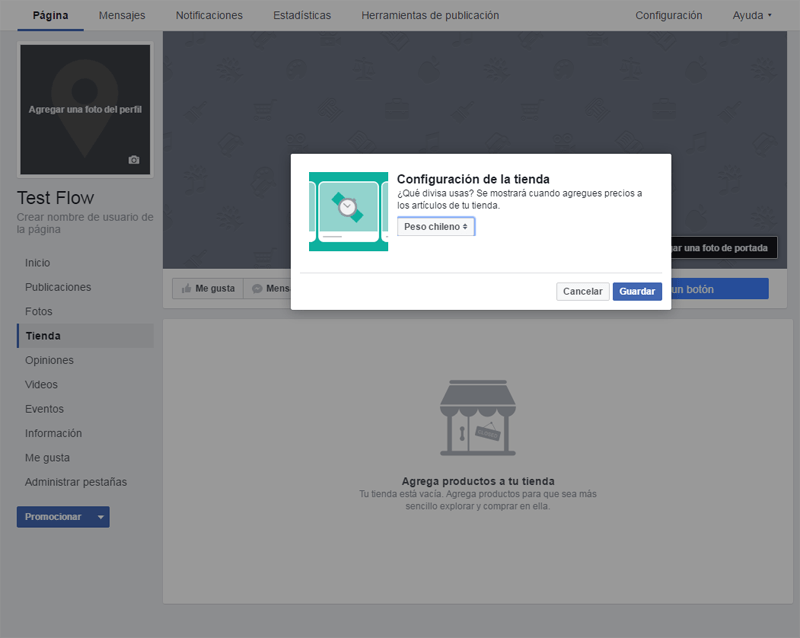 Página Mensajes Notificaciones Estadísticas Herramientas de publicación Configuración Ayuda
Agregar una foto del perfil
Test Flow
Crear nombre de usuario de
la página
Inicio
Publicaciones
Fotos
Tienda
Opiniones
Videos
Eventos
Información
Me gusta
Administrar pestañas
Promocionar
Configuración de la tienda
¿Qué divisa usas? Se mostrará cuando agregues precios a
los artículos de tu tienda.
Peso chileno
Cancelar Guardar
gar una foto de portada
Me gusta Mens
un botón
Agrega productos a tu tienda
Tu tienda está vacía. Agrega productos para que sea más
sencillo explorar y comprar en ella.